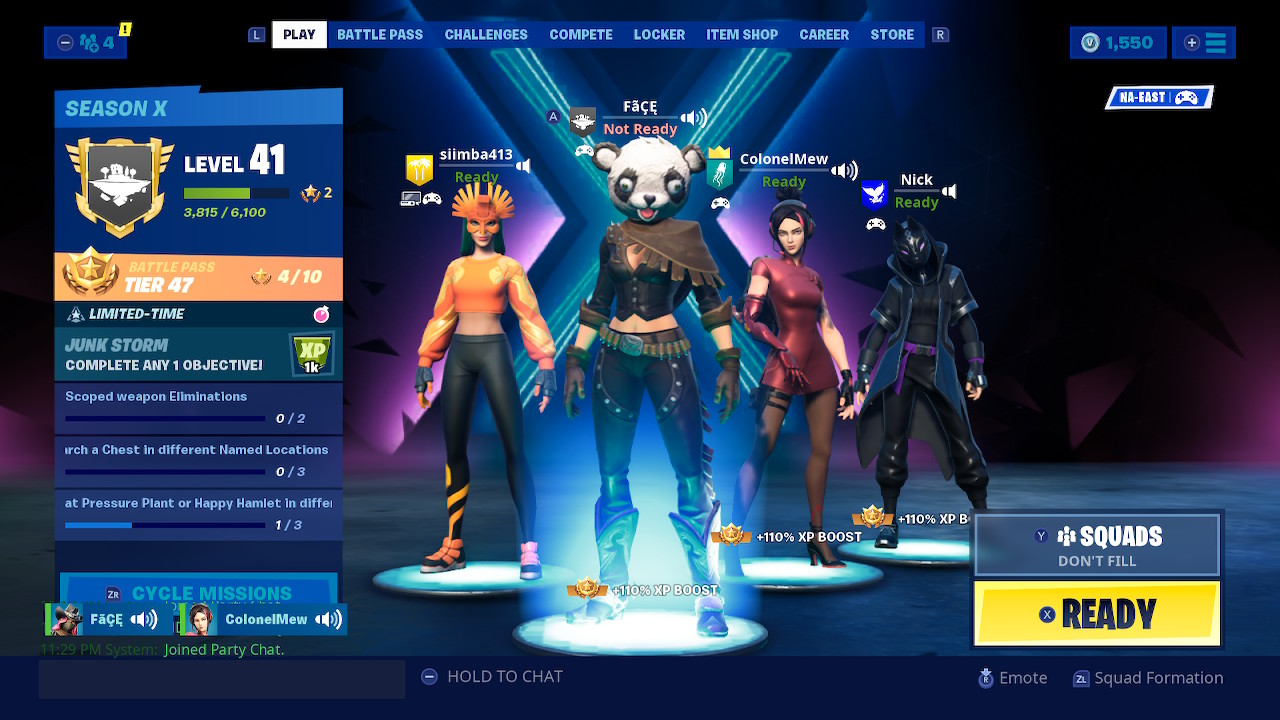 4
!
L
PLAY
BATTLE PASS
CHALLENGES
COMPETE
LOCKER
ITEM SHOP
CAREER
STORE
R
V 1,550
NA-EAST
SEASON X
LEVEL 41
3,815 / 6,100
2
BATTLE PASS
TIER 47
4/10
LIMITED-TIME
JUNK STORM
COMPLETE ANY 1 OBJECTIVE!
XP
1k
Scoped weapon Eliminations
0 / 2
rch a Chest in different Named Locations
0 / 3
at Pressure Plant or Happy Hamlet in differ
1 / 3
ZR CYCLE MISSIONS
siimba413
Ready
A
FãÇĘ
Not Ready
ColonelMew
Ready
Nick
Ready
+110% XP BOOST
+110% XP BOOST
+110% XP B
Y SQUADS
DON'T FILL
X READY
FãÇĘ
ColonelMew
11:29 PM System: Joined Party Chat.
HOLD TO CHAT
R Emote
ZL Squad Formation